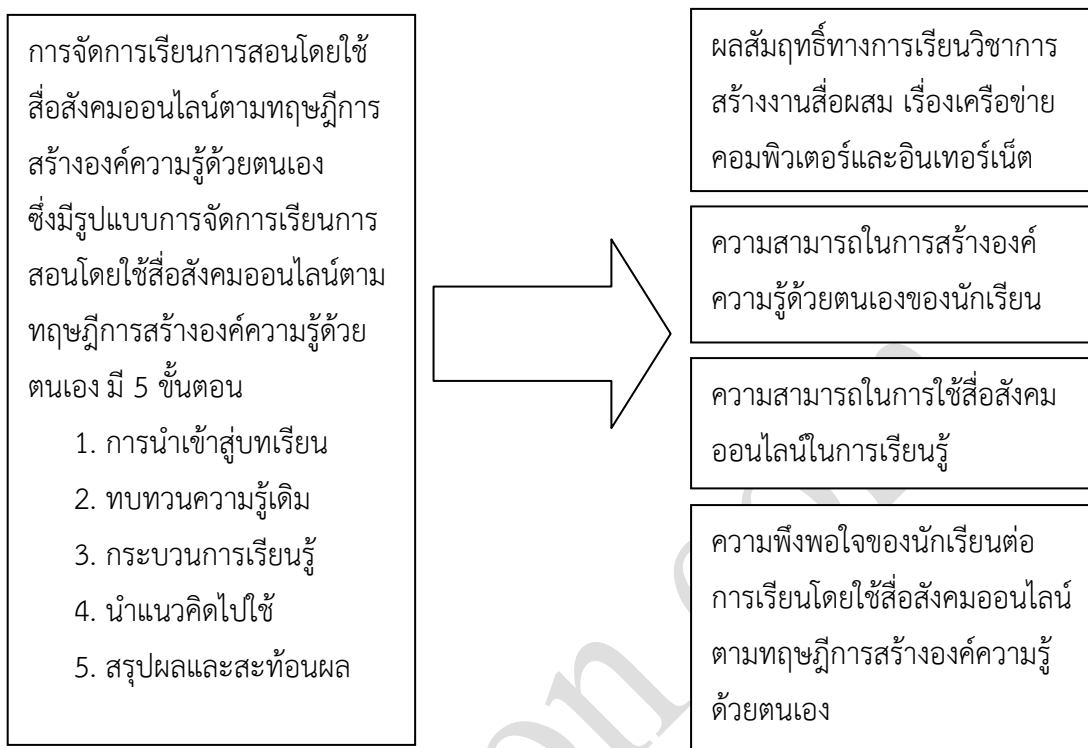 การจัดการเรียนการสอนโดยใช้
สื่อสังคมออนไลน์ตามทฤษฎีการ
สร้างองค์ความรู้ด้วยตนเอง
ซึ่งมีรูปแบบการจัดการเรียนการ
สอนโดยใช้สื่อสังคมออนไลน์ตาม
ทฤษฎีการสร้างองค์ความรู้ด้วย
ตนเอง มี 5 ขั้นตอน
1. การนำเข้าสู่บทเรียน
2. ทบทวนความรู้เดิม
3. กระบวนการเรียนรู้
4. นำแนวคิดไปใช้
5. สรุปผลและสะท้อนผล
ผลสัมฤทธิ์ทางการเรียนวิชาการ
สร้างงานสื่อผสม เรื่องเครือข่าย
คอมพิวเตอร์และอินเทอร์เน็ต
ความสามารถในการสร้างองค์
ความรู้ด้วยตนเองของนักเรียน
ความสามารถในการใช้สื่อสังคม
ออนไลน์ในการเรียนรู้
ความพึงพอใจของนักเรียนต่อ
การเรียนโดยใช้สื่อสังคมออนไลน์
ตามทฤษฎีการสร้างองค์ความรู้
ด้วยตนเอง